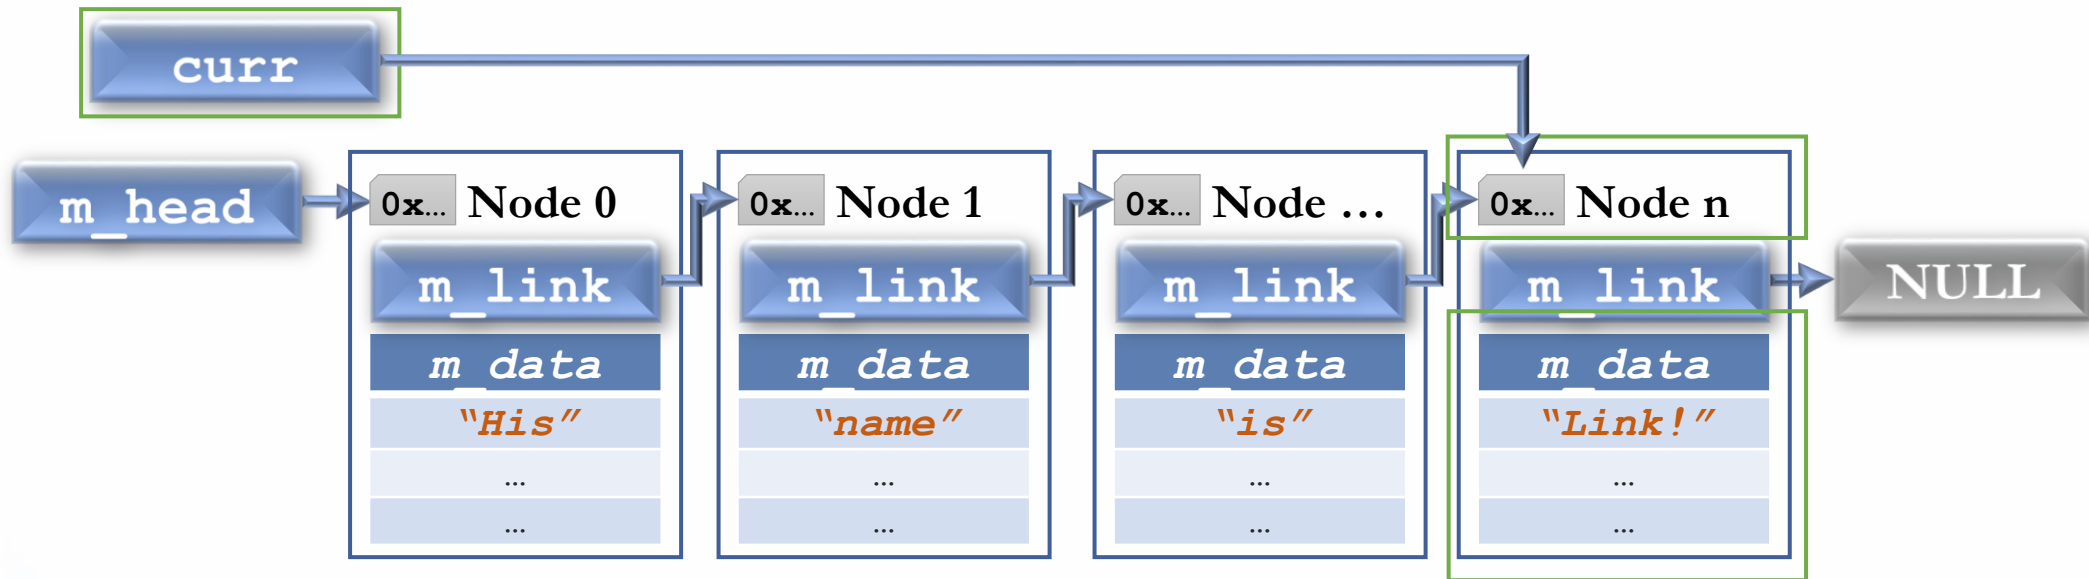 curr
m_head
0x… Node 0
0x… Node 1
0x… Node …
0x… Node n
m_link
m_link
m_link
m_link
NULL
m_data
m_data
m_data
m_data
“His”
“name”
“is”
“Link!”
…
…
…
…
…
…
…
…